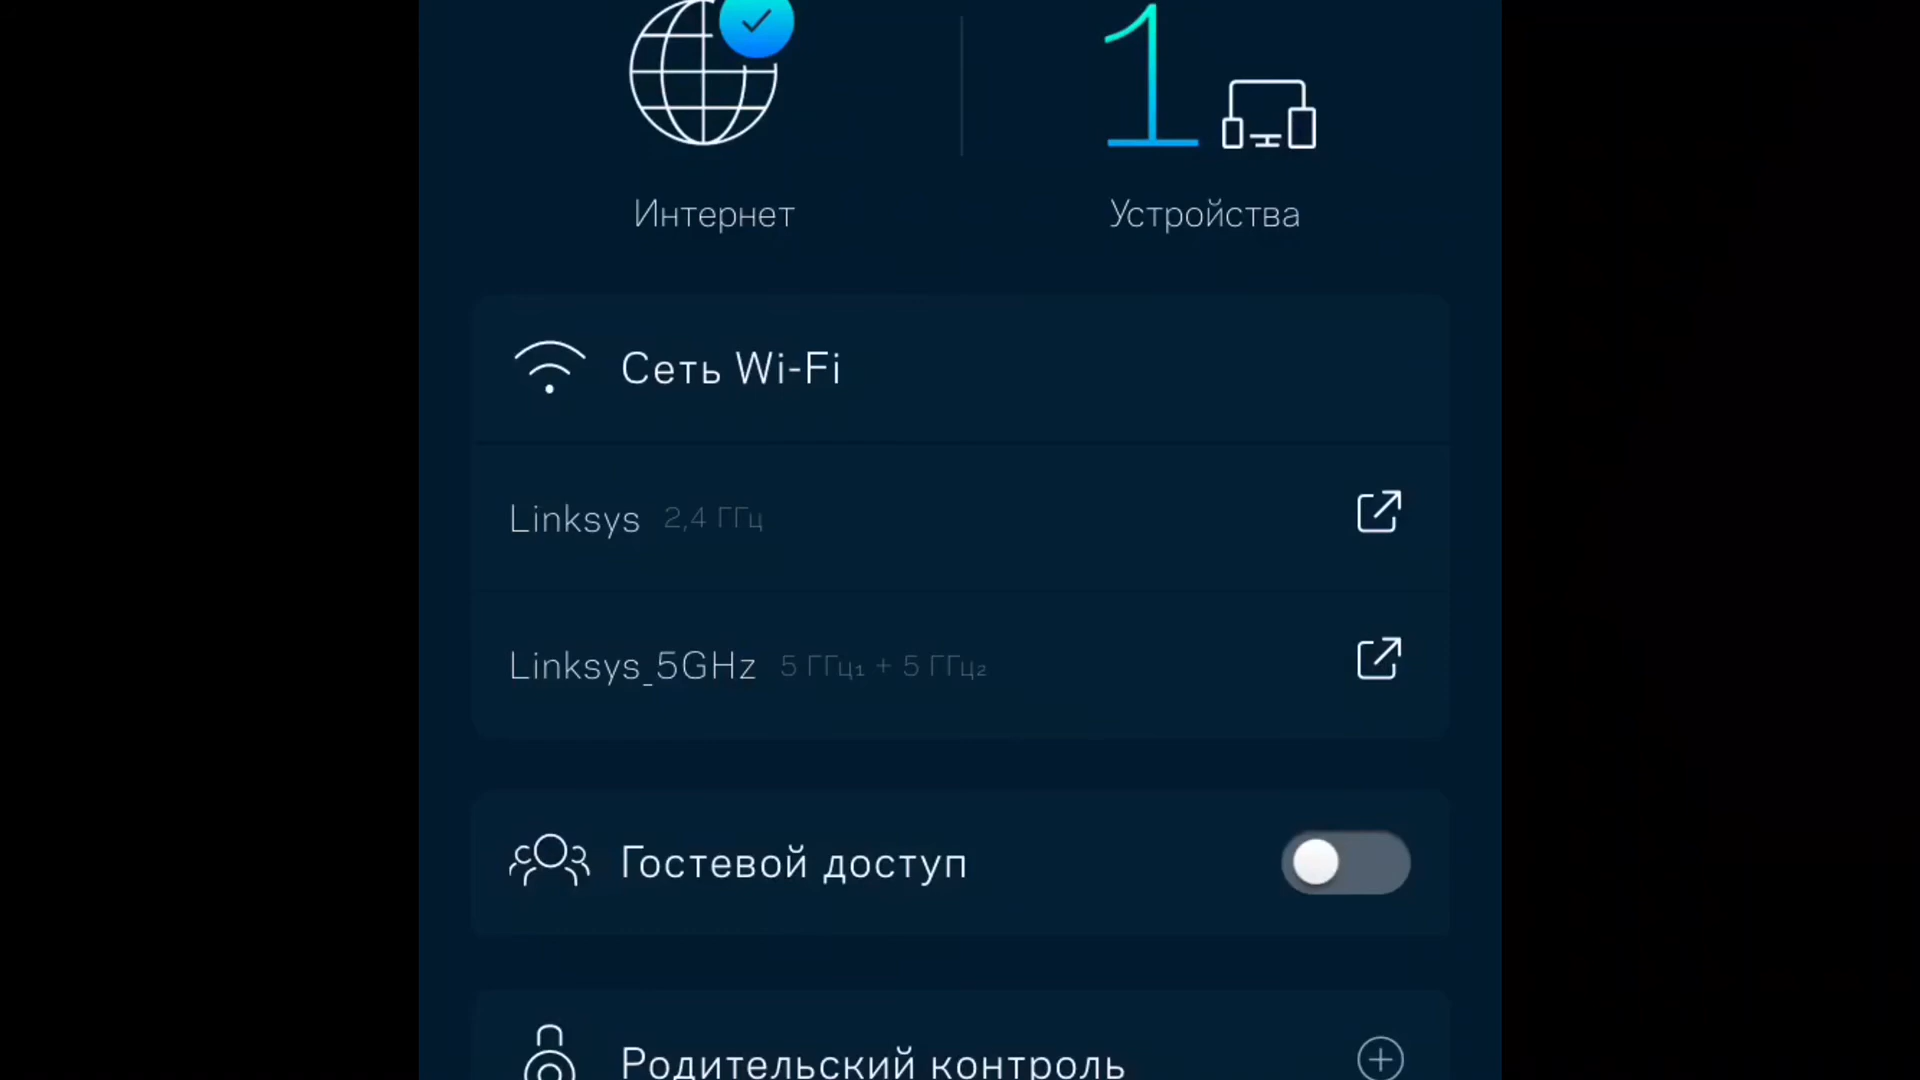 1
Интернет
Устройства
Сеть Wi-Fi
Linksys 2,4 ГГц
Linksys_5GHz 5 ГГц₁ + 5 ГГц₂
Гостевой доступ
Родительский контроль